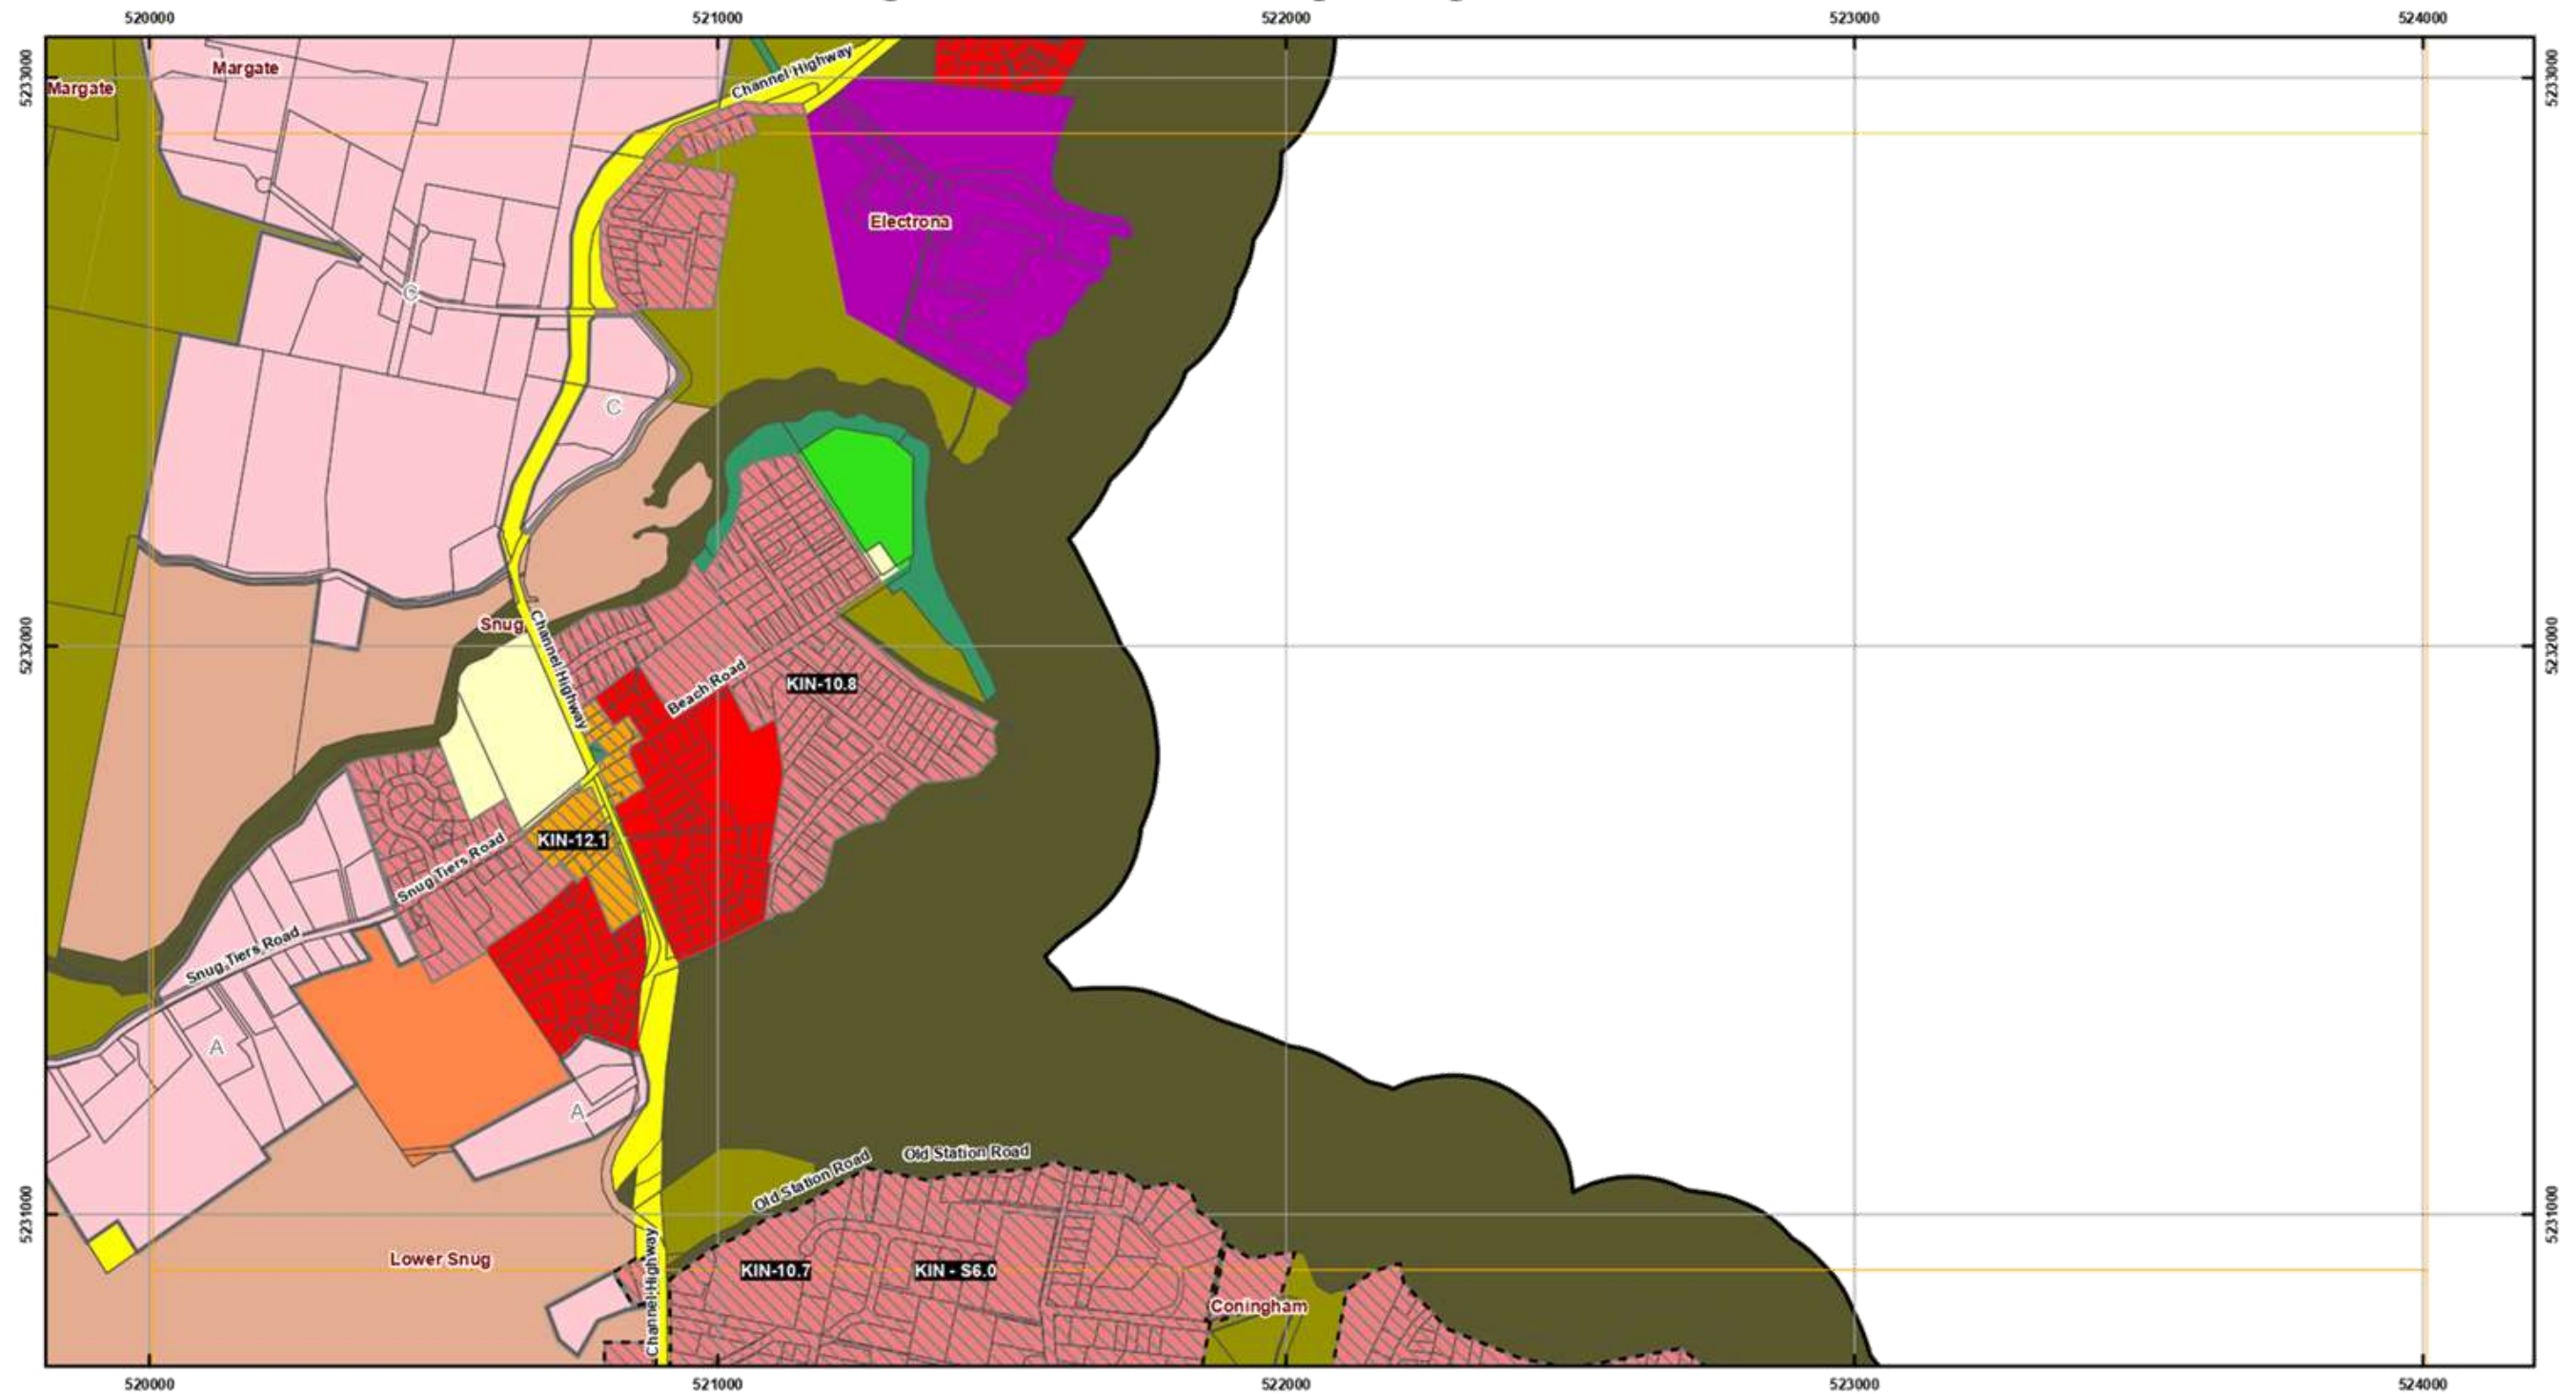 520000 521000 522000 523000 524000
5233000
5233000
Margate
Margate
Channel Highway
Electrona
C
C
Snug
Channel Highway
5232000
5232000
Beach Road
KIN-10.8
KIN-12.1
Snug Tiers Road
Snug Tiers Road
A
A
Old Station Road
Old Station Road
5231000
5231000
Lower Snug
KIN-10.7
KIN - S6.0
Channel Highway
Coningham
520000 521000 522000 523000 524000